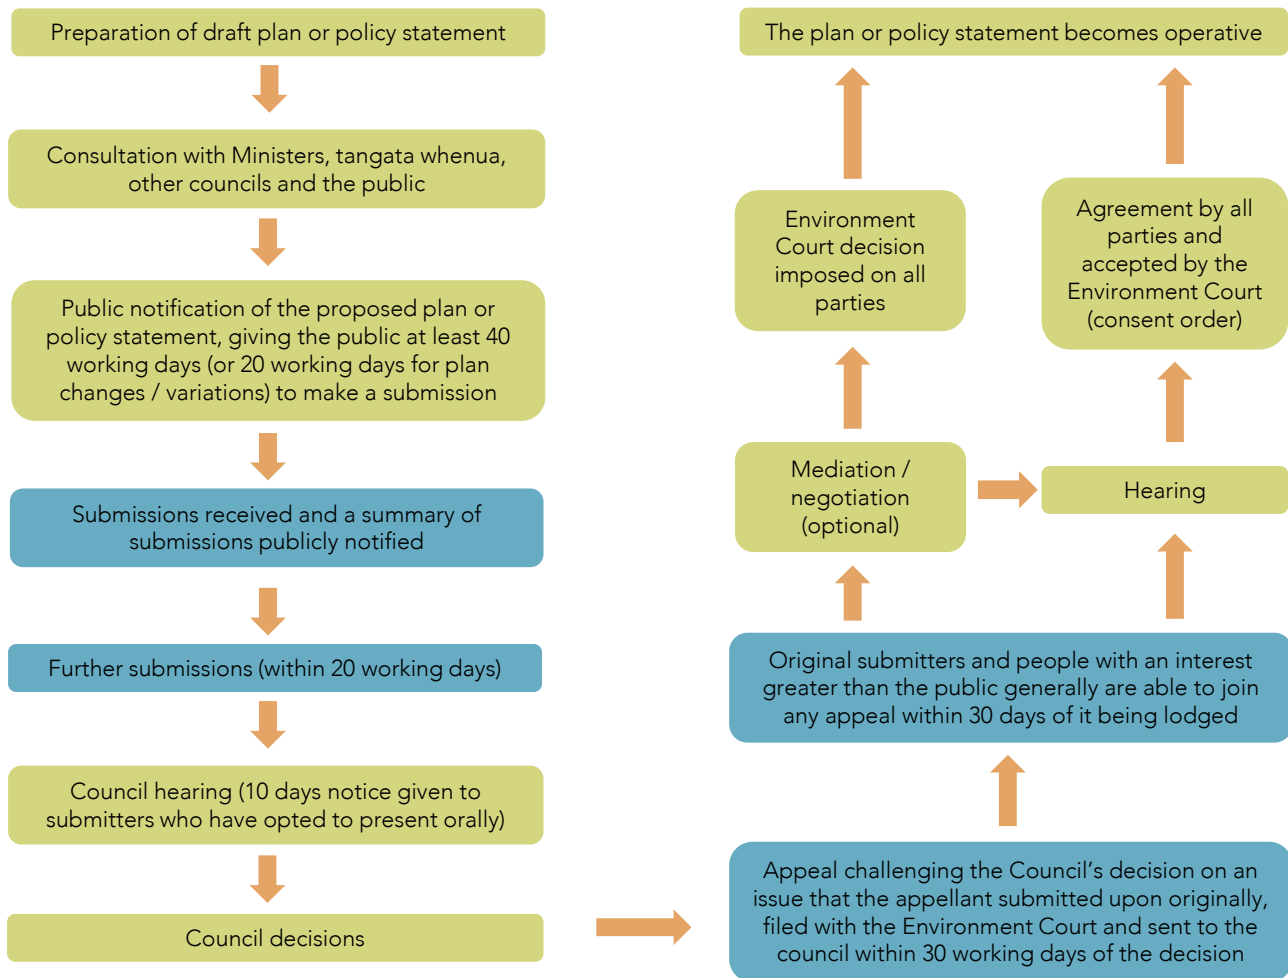 Preparation of draft plan or policy statement
Consultation with Ministers, tangata whenua,
other councils and the public
Public notification of the proposed plan or
policy statement, giving the public at least 40
working days (or 20 working days for plan
changes / variations) to make a submission
Submissions received and a summary of
submissions publicly notified
Further submissions (within 20 working days)
Council hearing (10 days notice given to
submitters who have opted to present orally)
Council decisions
Appeal challenging the Council’s decision on an
issue that the appellant submitted upon originally,
filed with the Environment Court and sent to the
council within 30 working days of the decision
Original submitters and people with an interest
greater than the public generally are able to join
any appeal within 30 days of it being lodged
Mediation /
negotiation
(optional)
Hearing
Environment
Court decision
imposed on all
parties
Agreement by all
parties and
accepted by the
Environment Court
(consent order)
The plan or policy statement becomes operative